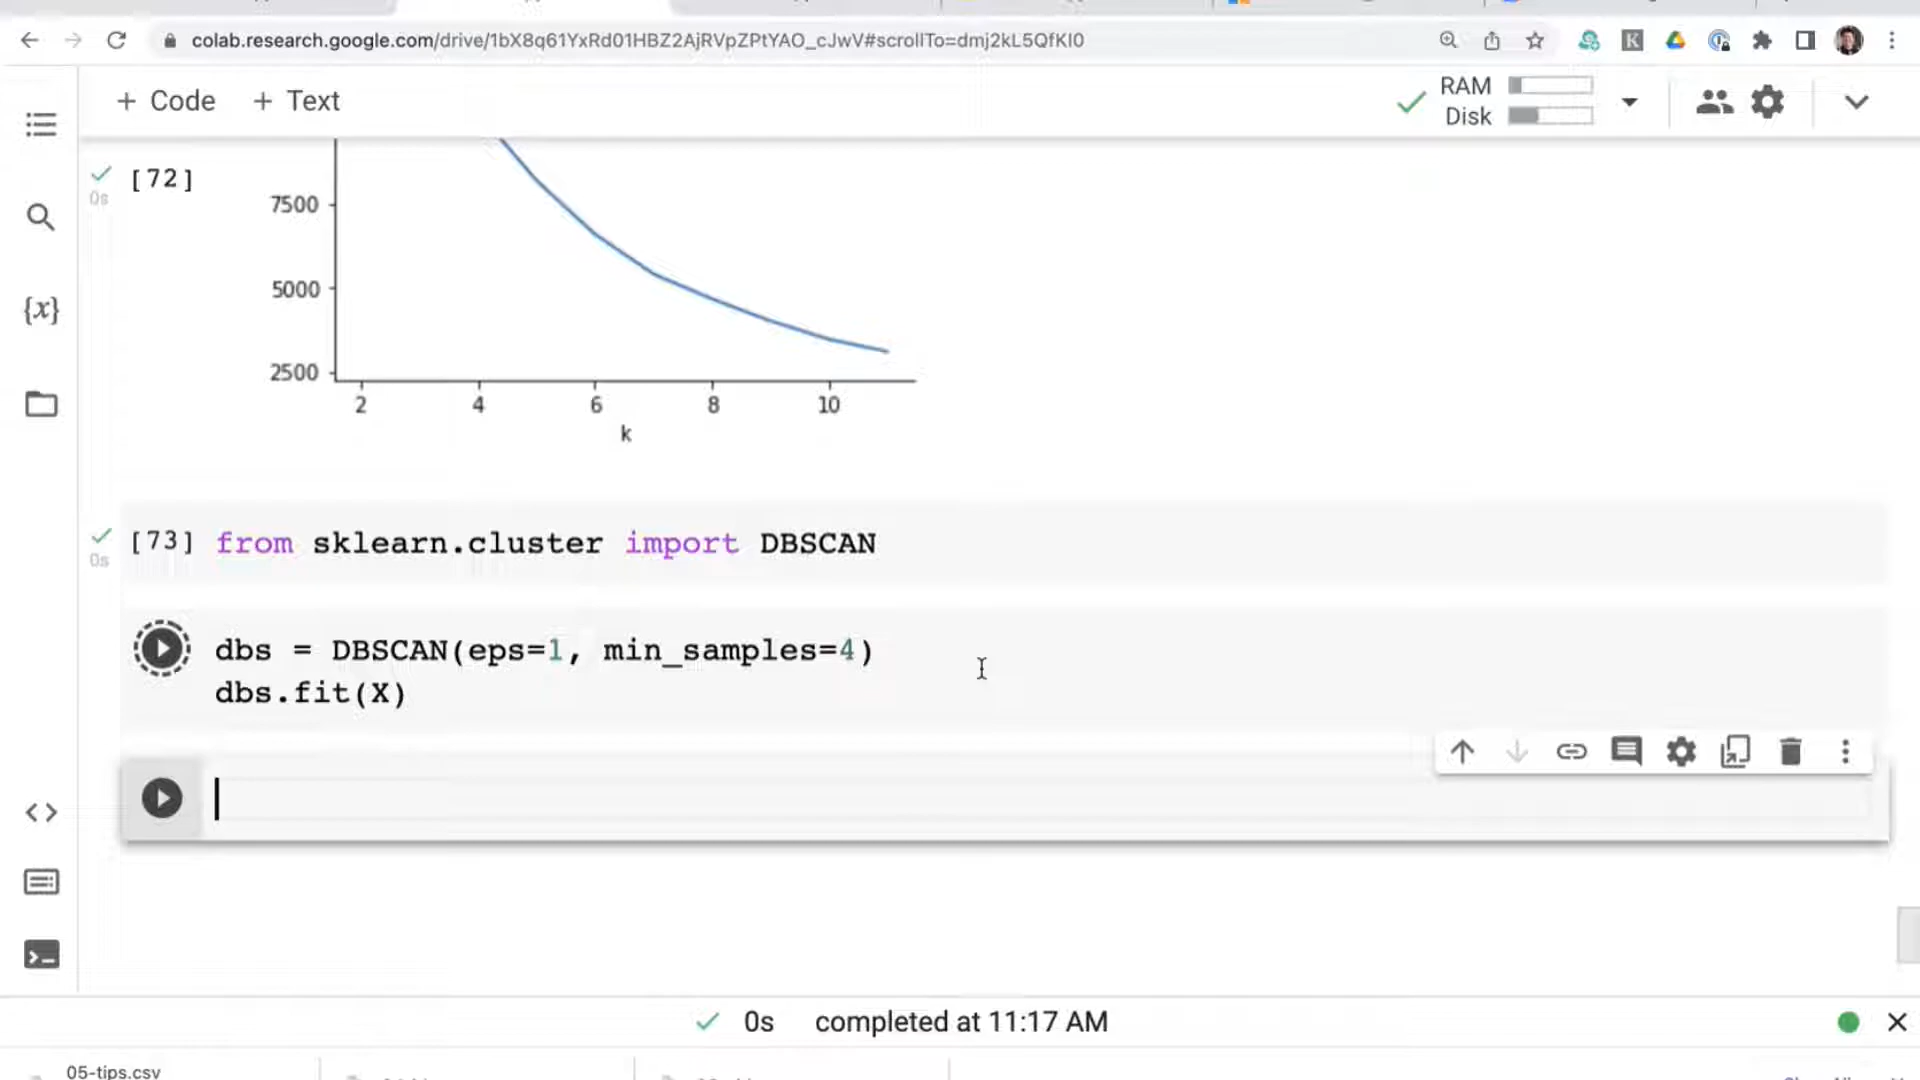 colab.research.google.com/drive/1bX8q61YxRd01HBZ2AjRVpZPtYAO_cJwV#scrollTo=dmj2kL5QfKI0
+ Code + Text
RAM
Disk
[72]
0s
7500
5000
2500
2 4 6 8 10
k
[73] from sklearn.cluster import DBSCAN
0s
dbs = DBSCAN(eps=1, min_samples=4)
dbs.fit(X)
0s completed at 11:17 AM
05-tips.csv